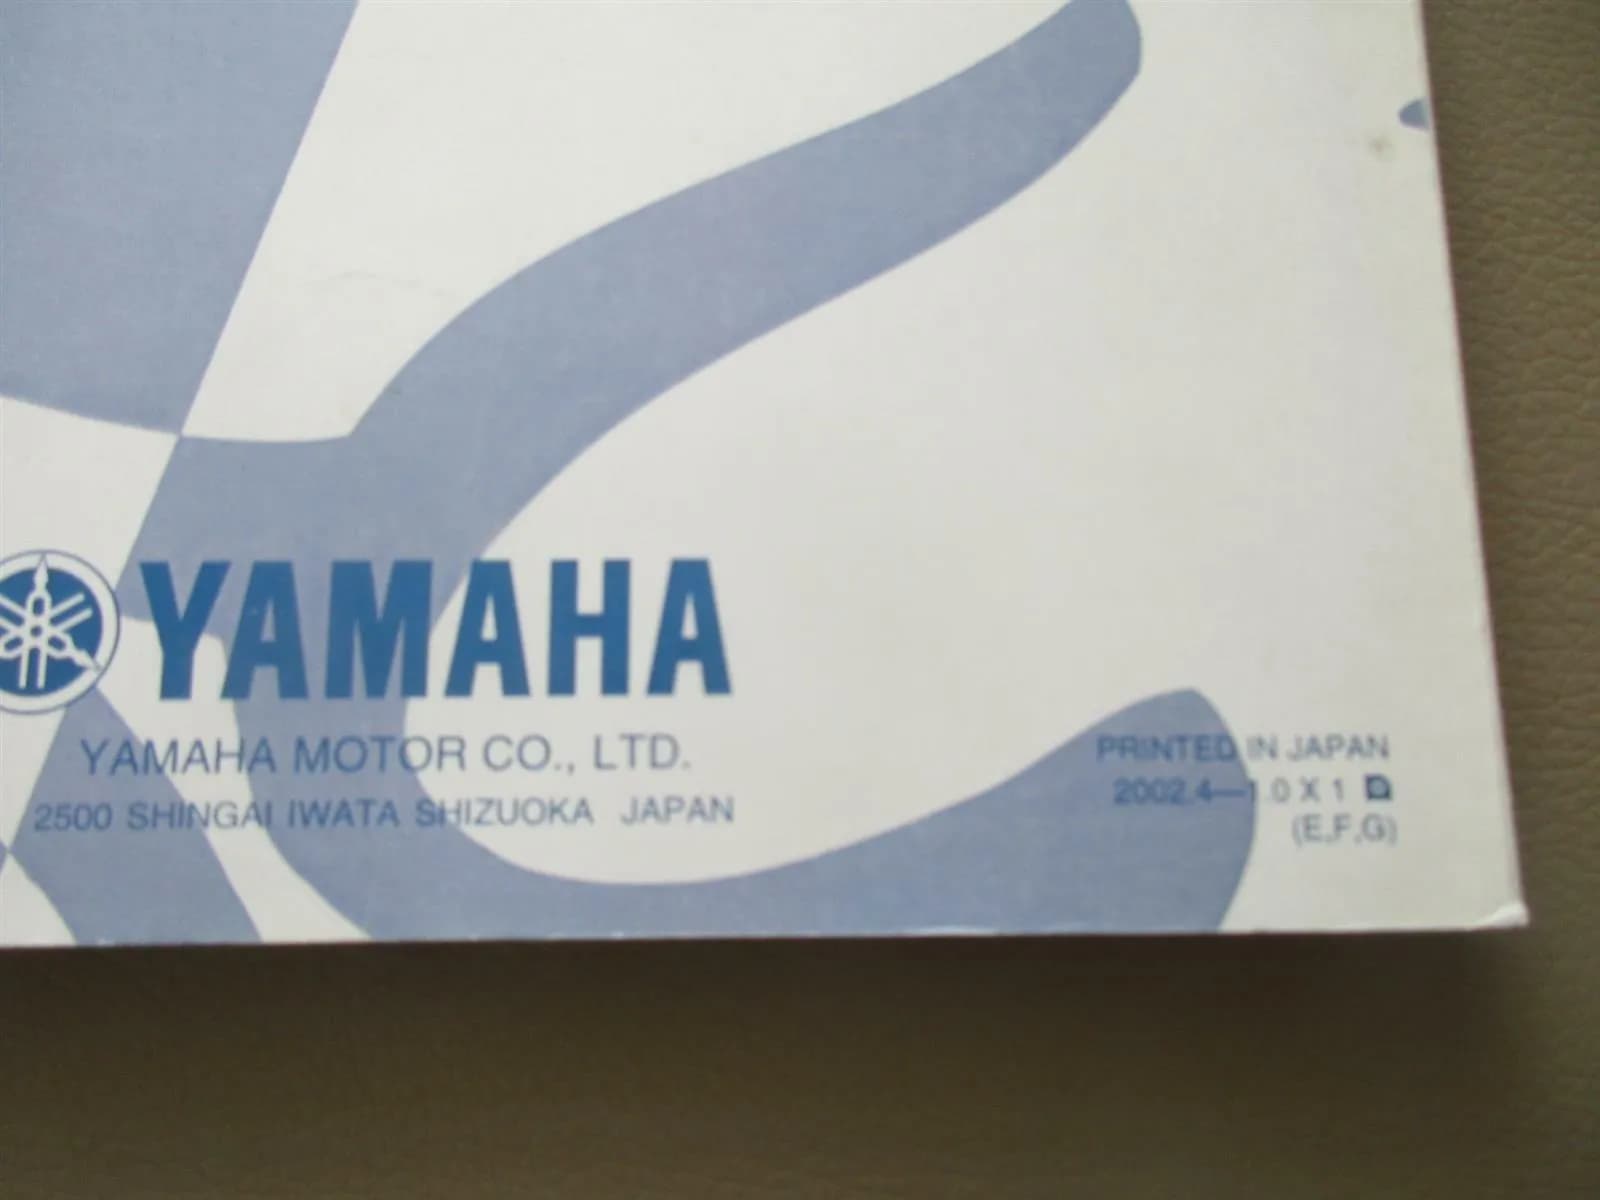 YAMAHA
YAMAHA MOTOR CO., LTD.
2500 SHINGAI IWATA SHIZUOKA JAPAN
PRINTED IN JAPAN
2002.4—1.0 X 1
(E,F,G)